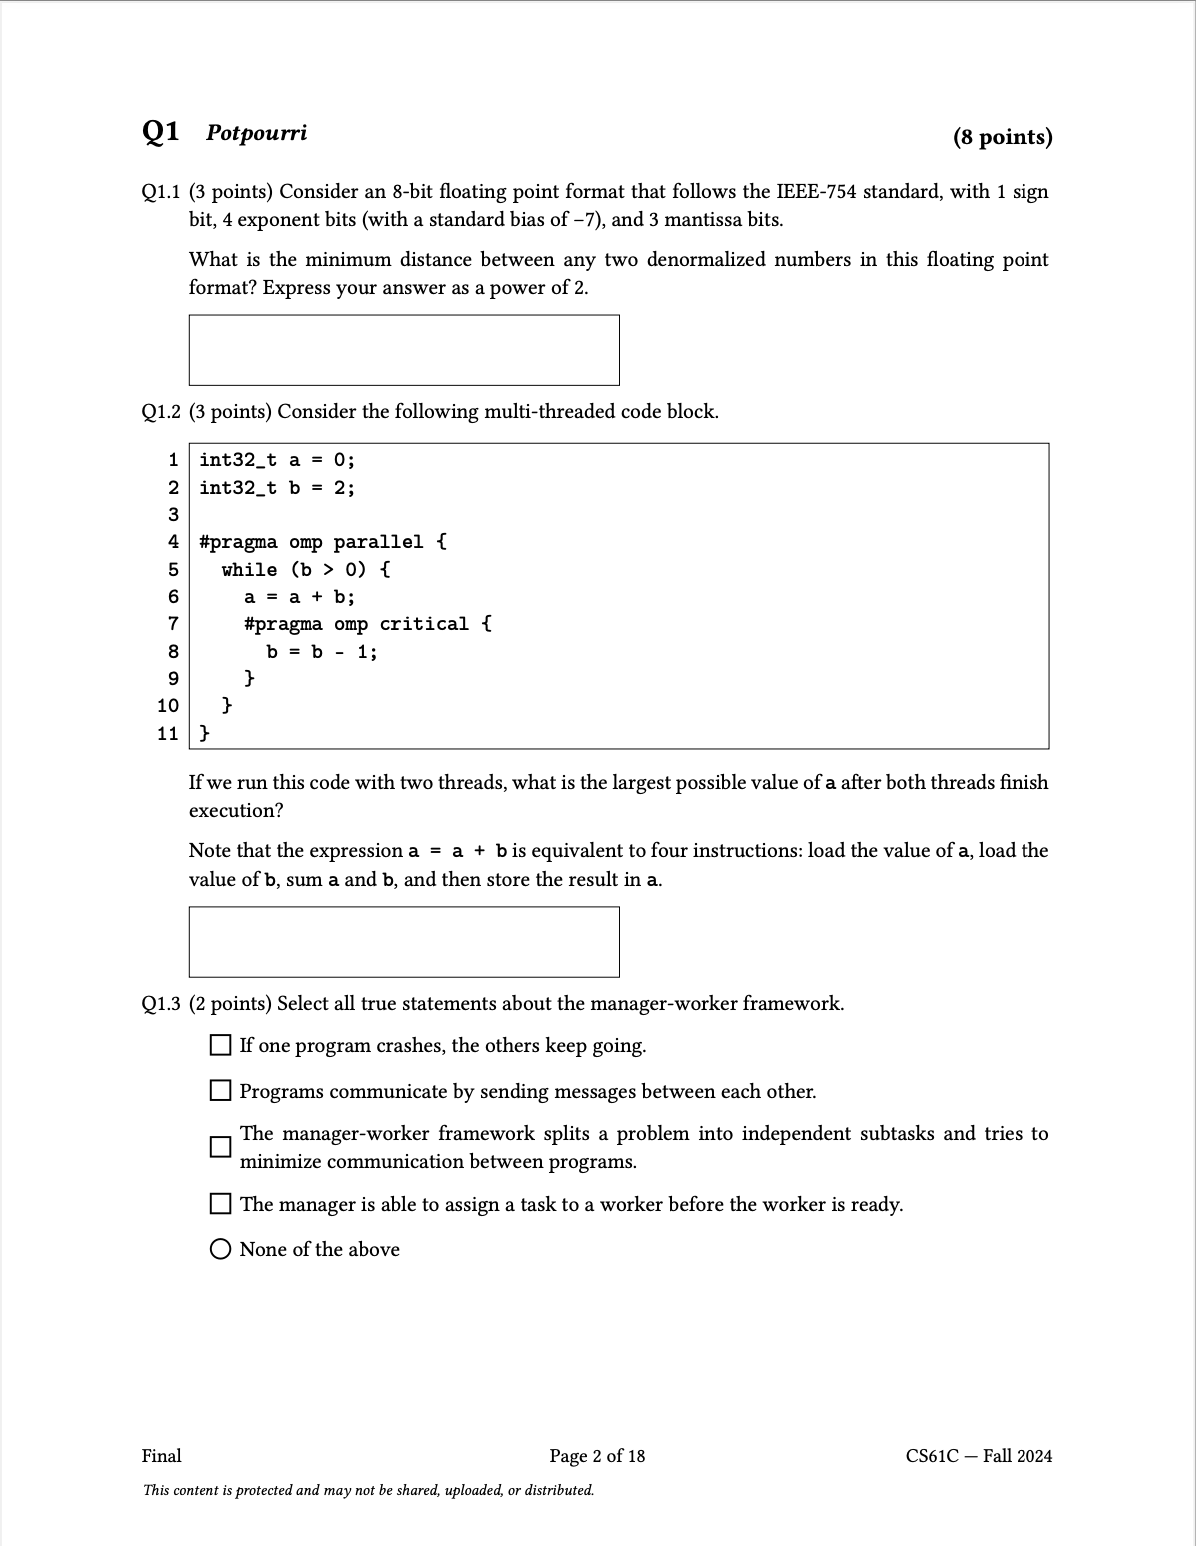 Q1 Potpourri (8 points)
Q1.1 (3 points) Consider an 8-bit floating point format that follows the IEEE-754 standard, with 1 sign
bit, 4 exponent bits (with a standard bias of −7), and 3 mantissa bits.
What is the minimum distance between any two denormalized numbers in this floating point
format? Express your answer as a power of 2.
Q1.2 (3 points) Consider the following multi-threaded code block.
1 int32_t a = 0;
2 int32_t b = 2;
3
4 #pragma omp parallel {
5 while (b > 0) {
6 a = a + b;
7 #pragma omp critical {
8 b = b - 1;
9 }
10 }
11 }
If we run this code with two threads, what is the largest possible value of a after both threads finish
execution?
Note that the expression a = a + b is equivalent to four instructions: load the value of a, load the
value of b, sum a and b, and then store the result in a.
Q1.3 (2 points) Select all true statements about the manager-worker framework.
If one program crashes, the others keep going.
Programs communicate by sending messages between each other.
The manager-worker framework splits a problem into independent subtasks and tries to
minimize communication between programs.
The manager is able to assign a task to a worker before the worker is ready.
None of the above
Final Page 2 of 18 CS61C — Fall 2024
This content is protected and may not be shared, uploaded, or distributed.